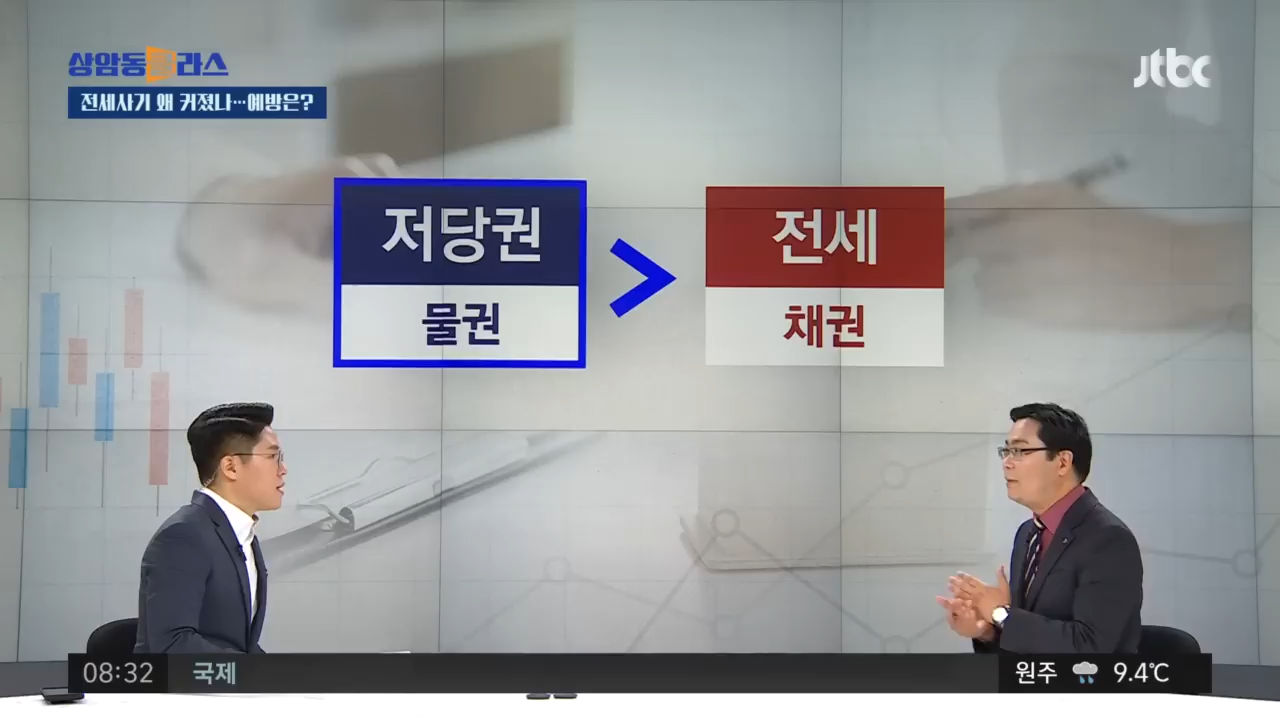 상암동클라스
jtbc
전세사기 왜 커졌나…예방은?
저당권
물권
>
전세
채권
08:32 국제
원주 9.4℃